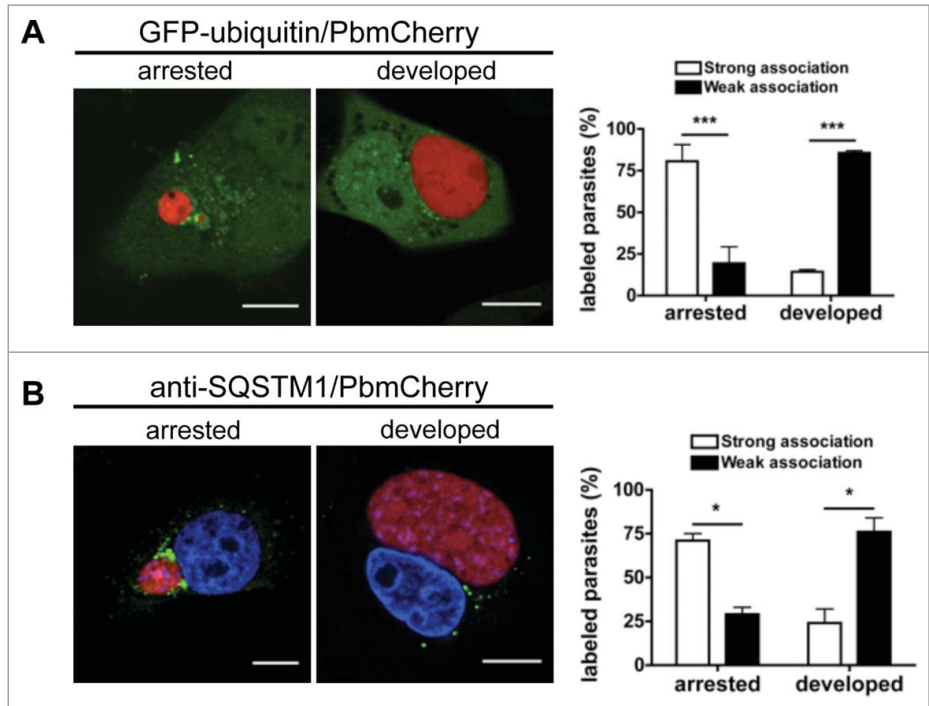 A
GFP-ubiquitin/PbmCherry
arrested
developed
Strong association
Weak association
labeled parasites (%)
100
75
50
25
0
***
***
arrested
developed
B
anti-SQSTM1/PbmCherry
arrested
developed
Strong association
Weak association
labeled parasites (%)
100
75
50
25
0
*
*
arrested
developed